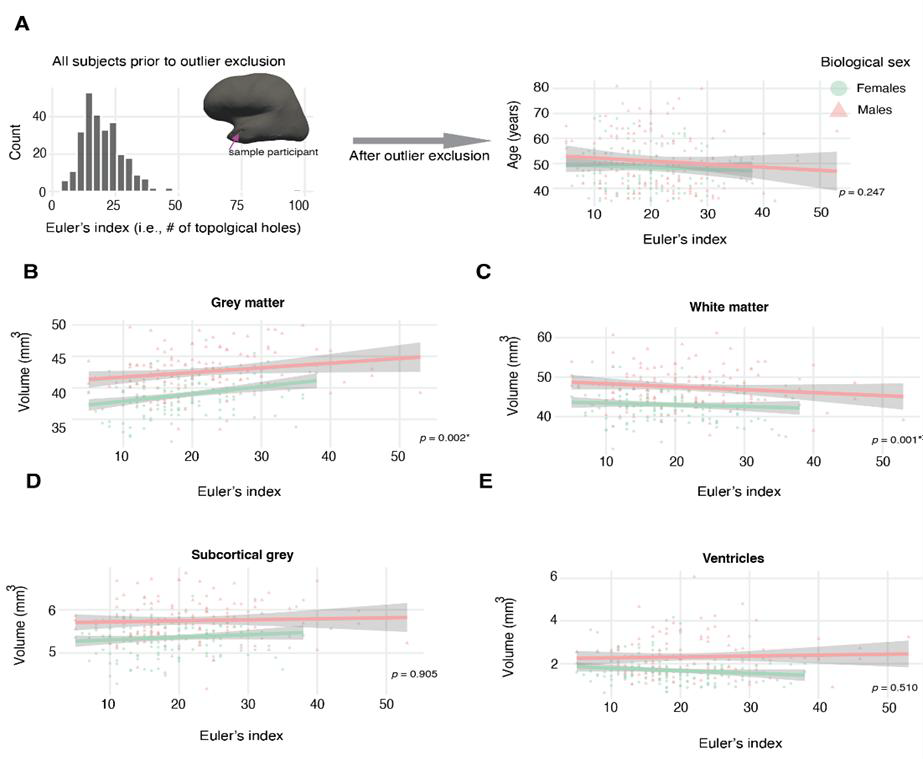 A
All subjects prior to outlier exclusion
Count
40
20
0
0 25 50 75 100
Euler's index (i.e., # of topolgical holes)
sample participant
After outlier exclusion
Biological sex
Females
Males
Age (years)
80
70
60
50
40
10 20 30 40 50
p = 0.247
Euler's index
B
Grey matter
Volume (mm3
50
45
40
35
p = 0.002*
10 20 30 40 50
Euler's index
C
White matter
Volume (mm3
60
50
40
p = 0.001*
10 20 30 40 50
Euler's index
D
Subcortical grey
Volume (mm3
6
5
p = 0.905
10 20 30 40 50
Euler's index
E
Ventricles
Volume (mm3
6
4
2
p = 0.510
10 20 30 40 50
Euler's index